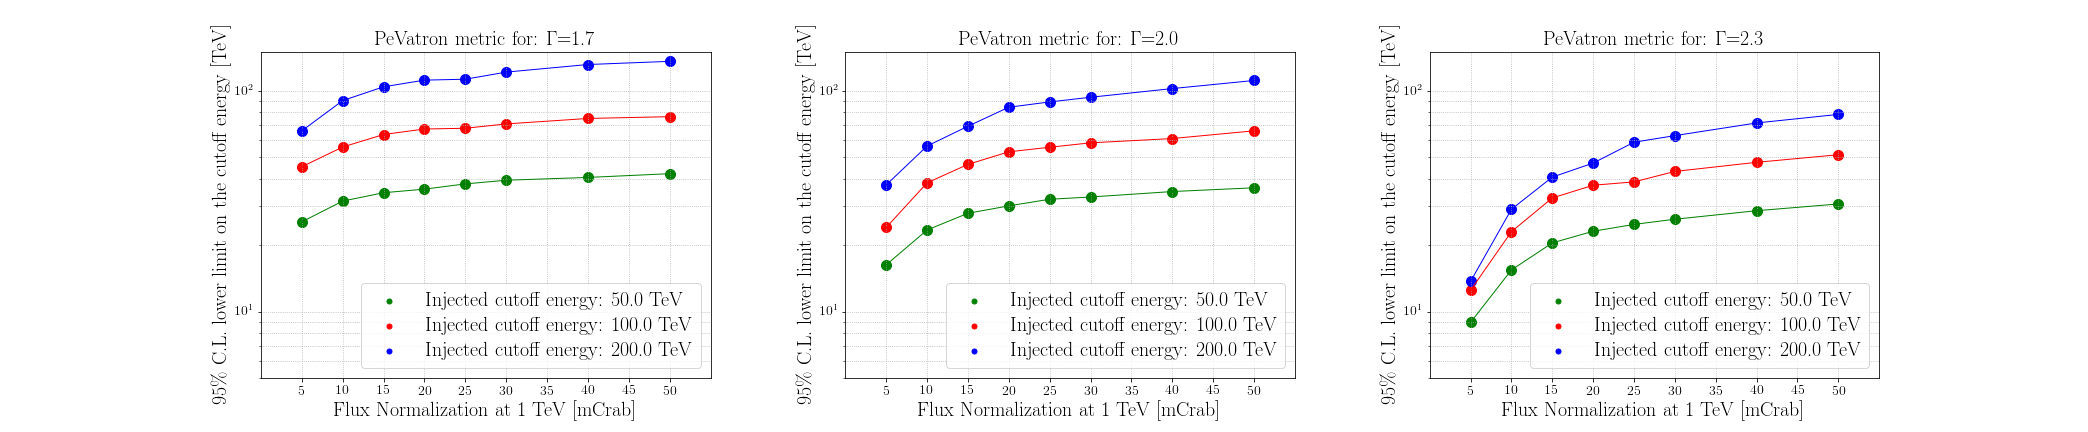 PeVatron metric for: Γ=1.7
95% C.L. lower limit on the cutoff energy [TeV]
10²
10¹
Injected cutoff energy: 50.0 TeV
Injected cutoff energy: 100.0 TeV
Injected cutoff energy: 200.0 TeV
5 10 15 20 25 30 35 40 45 50
Flux Normalization at 1 TeV [mCrab]
PeVatron metric for: Γ=2.0
95% C.L. lower limit on the cutoff energy [TeV]
10²
10¹
Injected cutoff energy: 50.0 TeV
Injected cutoff energy: 100.0 TeV
Injected cutoff energy: 200.0 TeV
5 10 15 20 25 30 35 40 45 50
Flux Normalization at 1 TeV [mCrab]
PeVatron metric for: Γ=2.3
95% C.L. lower limit on the cutoff energy [TeV]
10²
10¹
Injected cutoff energy: 50.0 TeV
Injected cutoff energy: 100.0 TeV
Injected cutoff energy: 200.0 TeV
5 10 15 20 25 30 35 40 45 50
Flux Normalization at 1 TeV [mCrab]